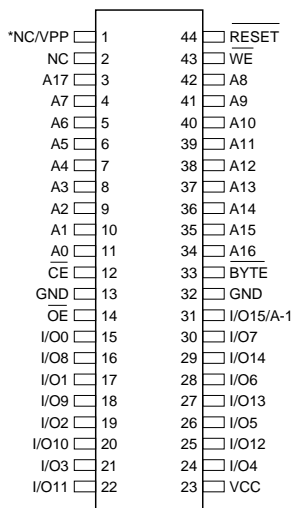 *NC/VPP 1 44 RESET
NC 2 43 WE
A17 3 42 A8
A7 4 41 A9
A6 5 40 A10
A5 6 39 A11
A4 7 38 A12
A3 8 37 A13
A2 9 36 A14
A1 10 35 A15
A0 11 34 A16
CE 12 33 BYTE
GND 13 32 GND
OE 14 31 I/O15/A-1
I/O0 15 30 I/O7
I/O8 16 29 I/O14
I/O1 17 28 I/O6
I/O9 18 27 I/O13
I/O2 19 26 I/O5
I/O10 20 25 I/O12
I/O3 21 24 I/O4
I/O11 22 23 VCC